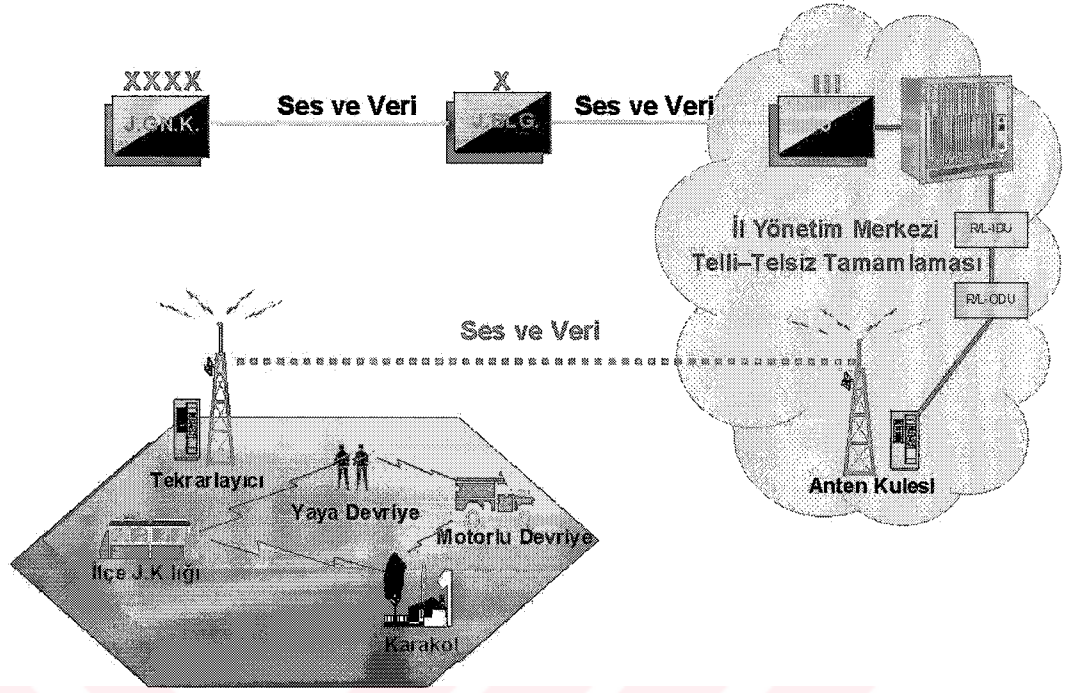 XXXX
X
III
Ses ve Veri
Ses ve Veri
J.GN.K.
J.BLG.
İl Yönetim Merkezi
R/L-IDU
Telli–Telsiz Tamamlaması
R/L-ODU
Ses ve Veri
Tekrarlayıcı
Anten Kulesi
Yaya Devriye
Motorlu Devriye
İlçe J.K lığı
Karakol